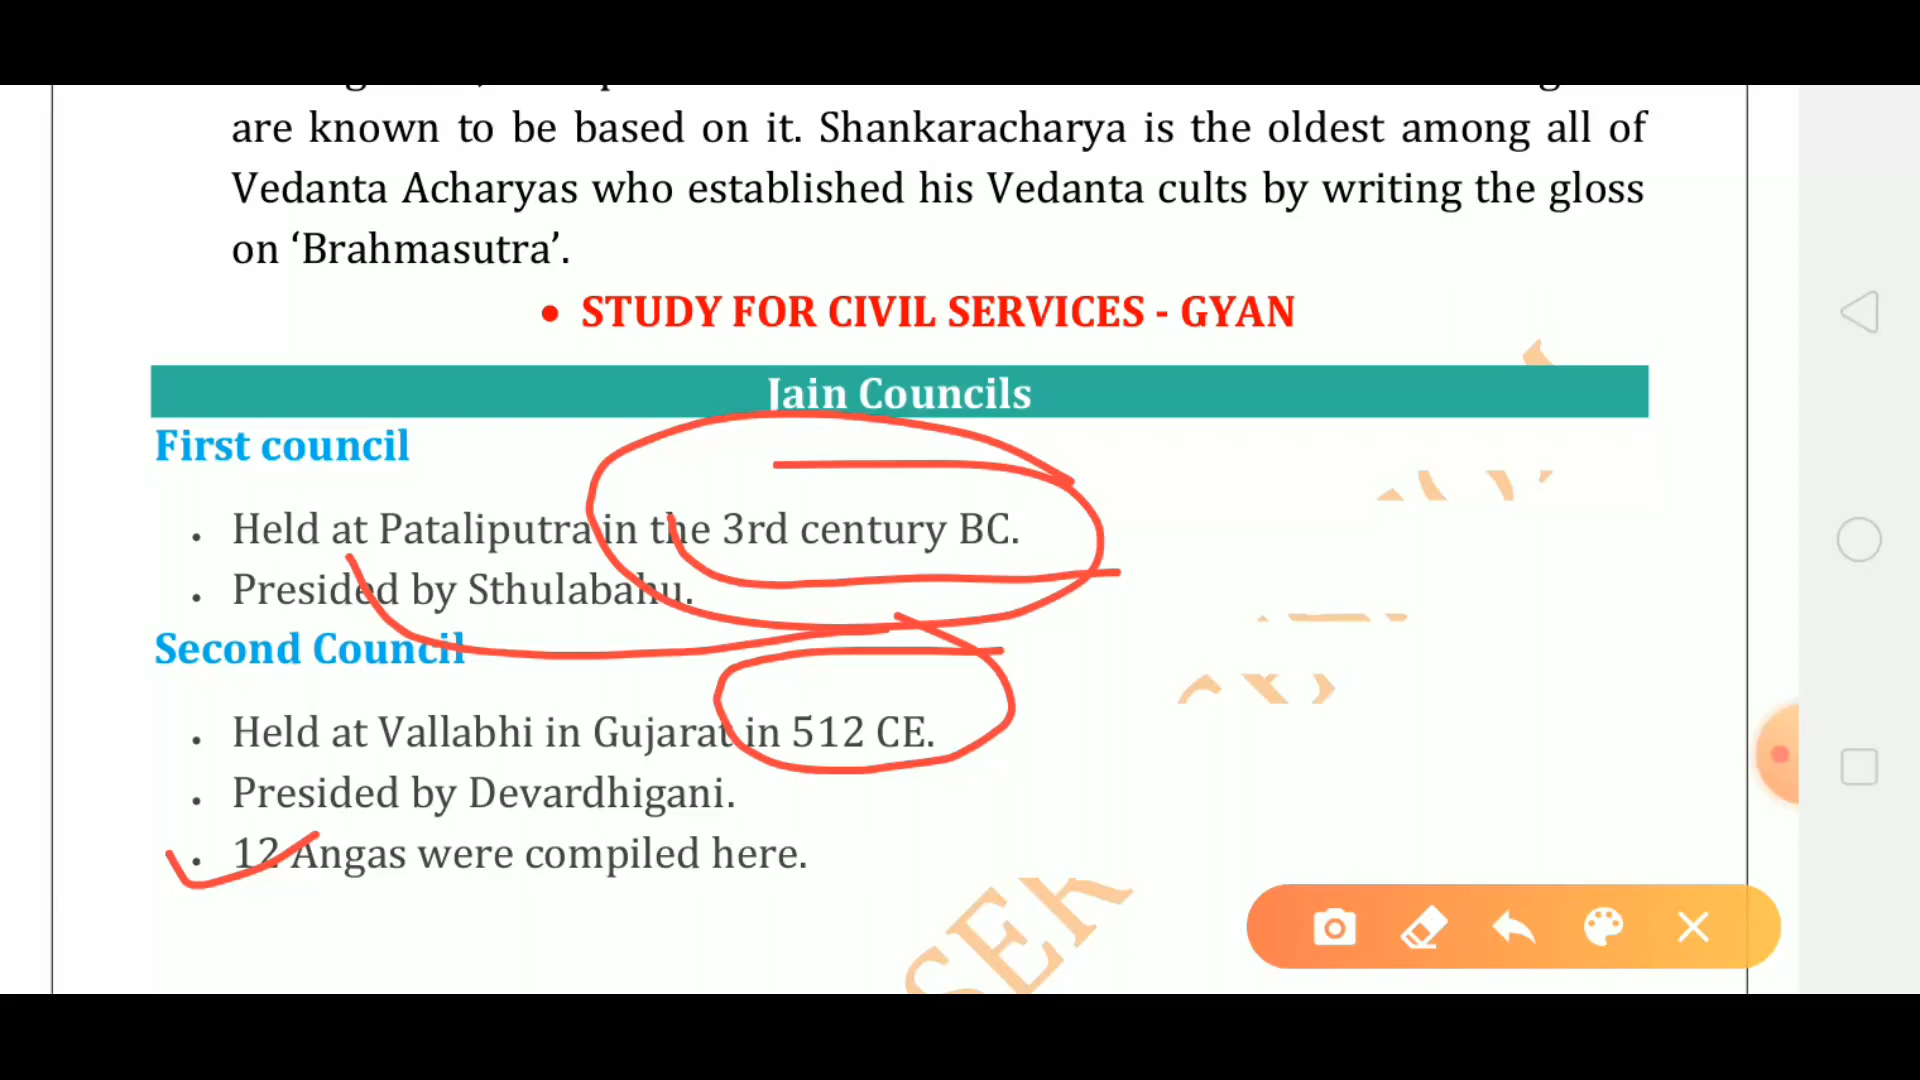 are known to be based on it. Shankaracharya is the oldest among all of
Vedanta Acharyas who established his Vedanta cults by writing the gloss
on ‘Brahmasutra’.
• STUDY FOR CIVIL SERVICES - GYAN
Jain Councils
First council
• Held at Pataliputra in the 3rd century BC.
• Presided by Sthulabahu.
Second Council
• Held at Vallabhi in Gujarat in 512 CE.
• Presided by Devardhigani.
• 12 Angas were compiled here.
SER